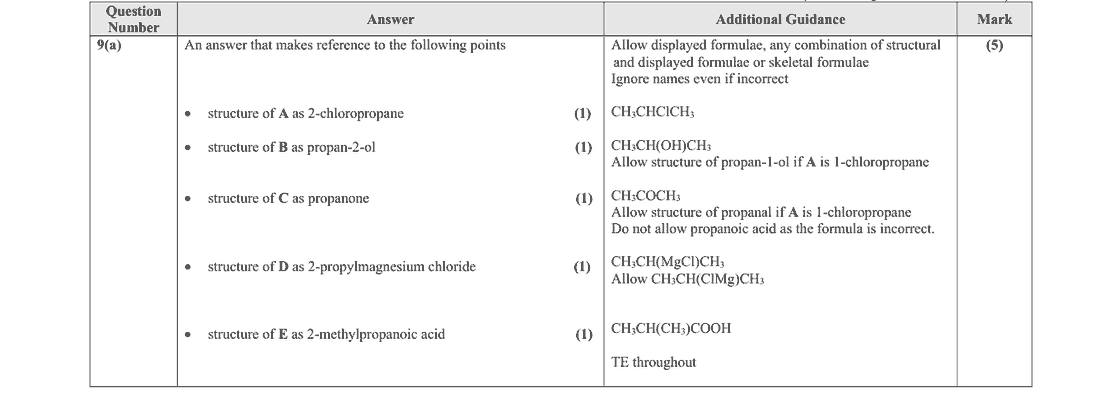 Question Number Answer Additional Guidance Mark
9(a) An answer that makes reference to the following points Allow displayed formulae, any combination of structural (5)
and displayed formulae or skeletal formulae
Ignore names even if incorrect
• structure of A as 2-chloropropane (1) CH₃CHClCH₃
• structure of B as propan-2-ol (1) CH₃CH(OH)CH₃
Allow structure of propan-1-ol if A is 1-chloropropane
• structure of C as propanone (1) CH₃COCH₃
Allow structure of propanal if A is 1-chloropropane
Do not allow propanoic acid as the formula is incorrect.
• structure of D as 2-propylmagnesium chloride (1) CH₃CH(MgCl)CH₃
Allow CH₃CH(ClMg)CH₃
• structure of E as 2-methylpropanoic acid (1) CH₃CH(CH₃)COOH
TE throughout